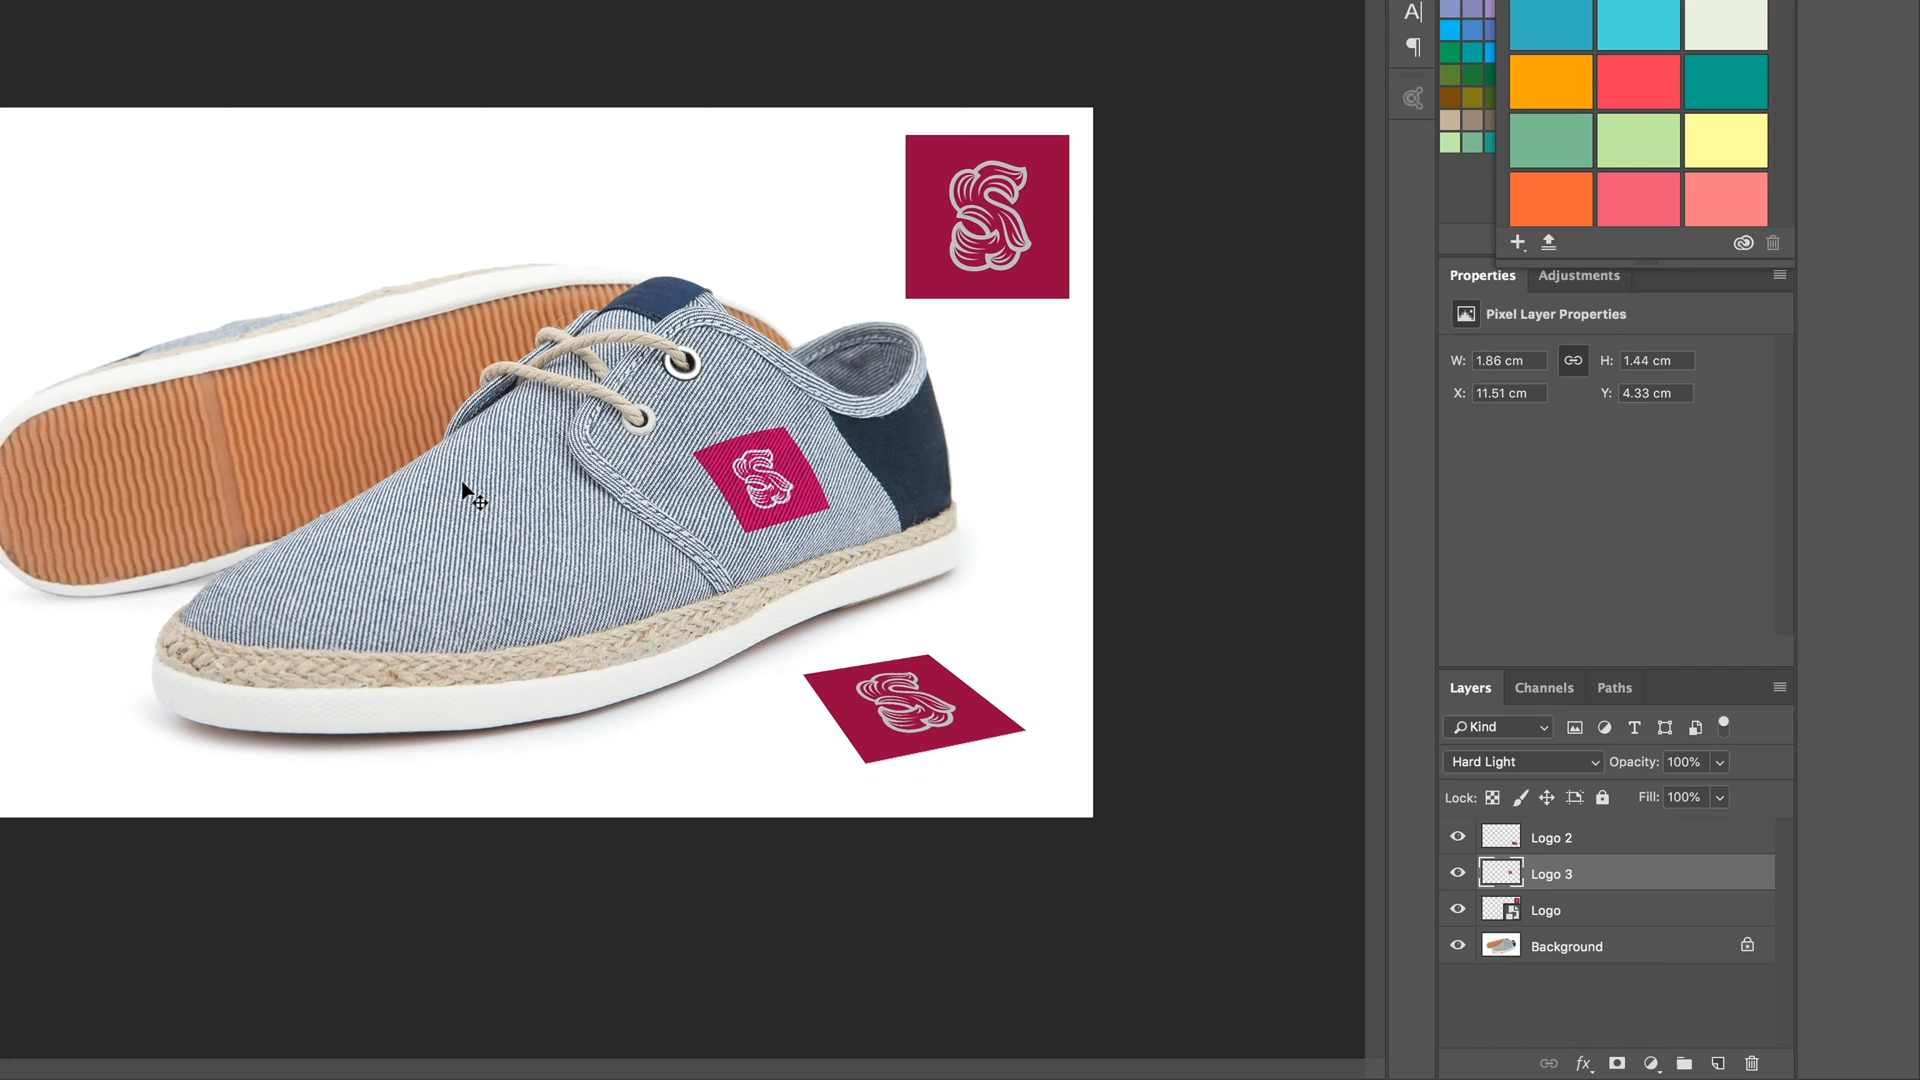 A|
Properties Adjustments
Pixel Layer Properties
W: 1.86 cm H: 1.44 cm
X: 11.51 cm Y: 4.33 cm
Layers Channels Paths
Kind T
Hard Light Opacity: 100%
Lock: Fill: 100%
Logo 2
Logo 3
Logo
Background
fx